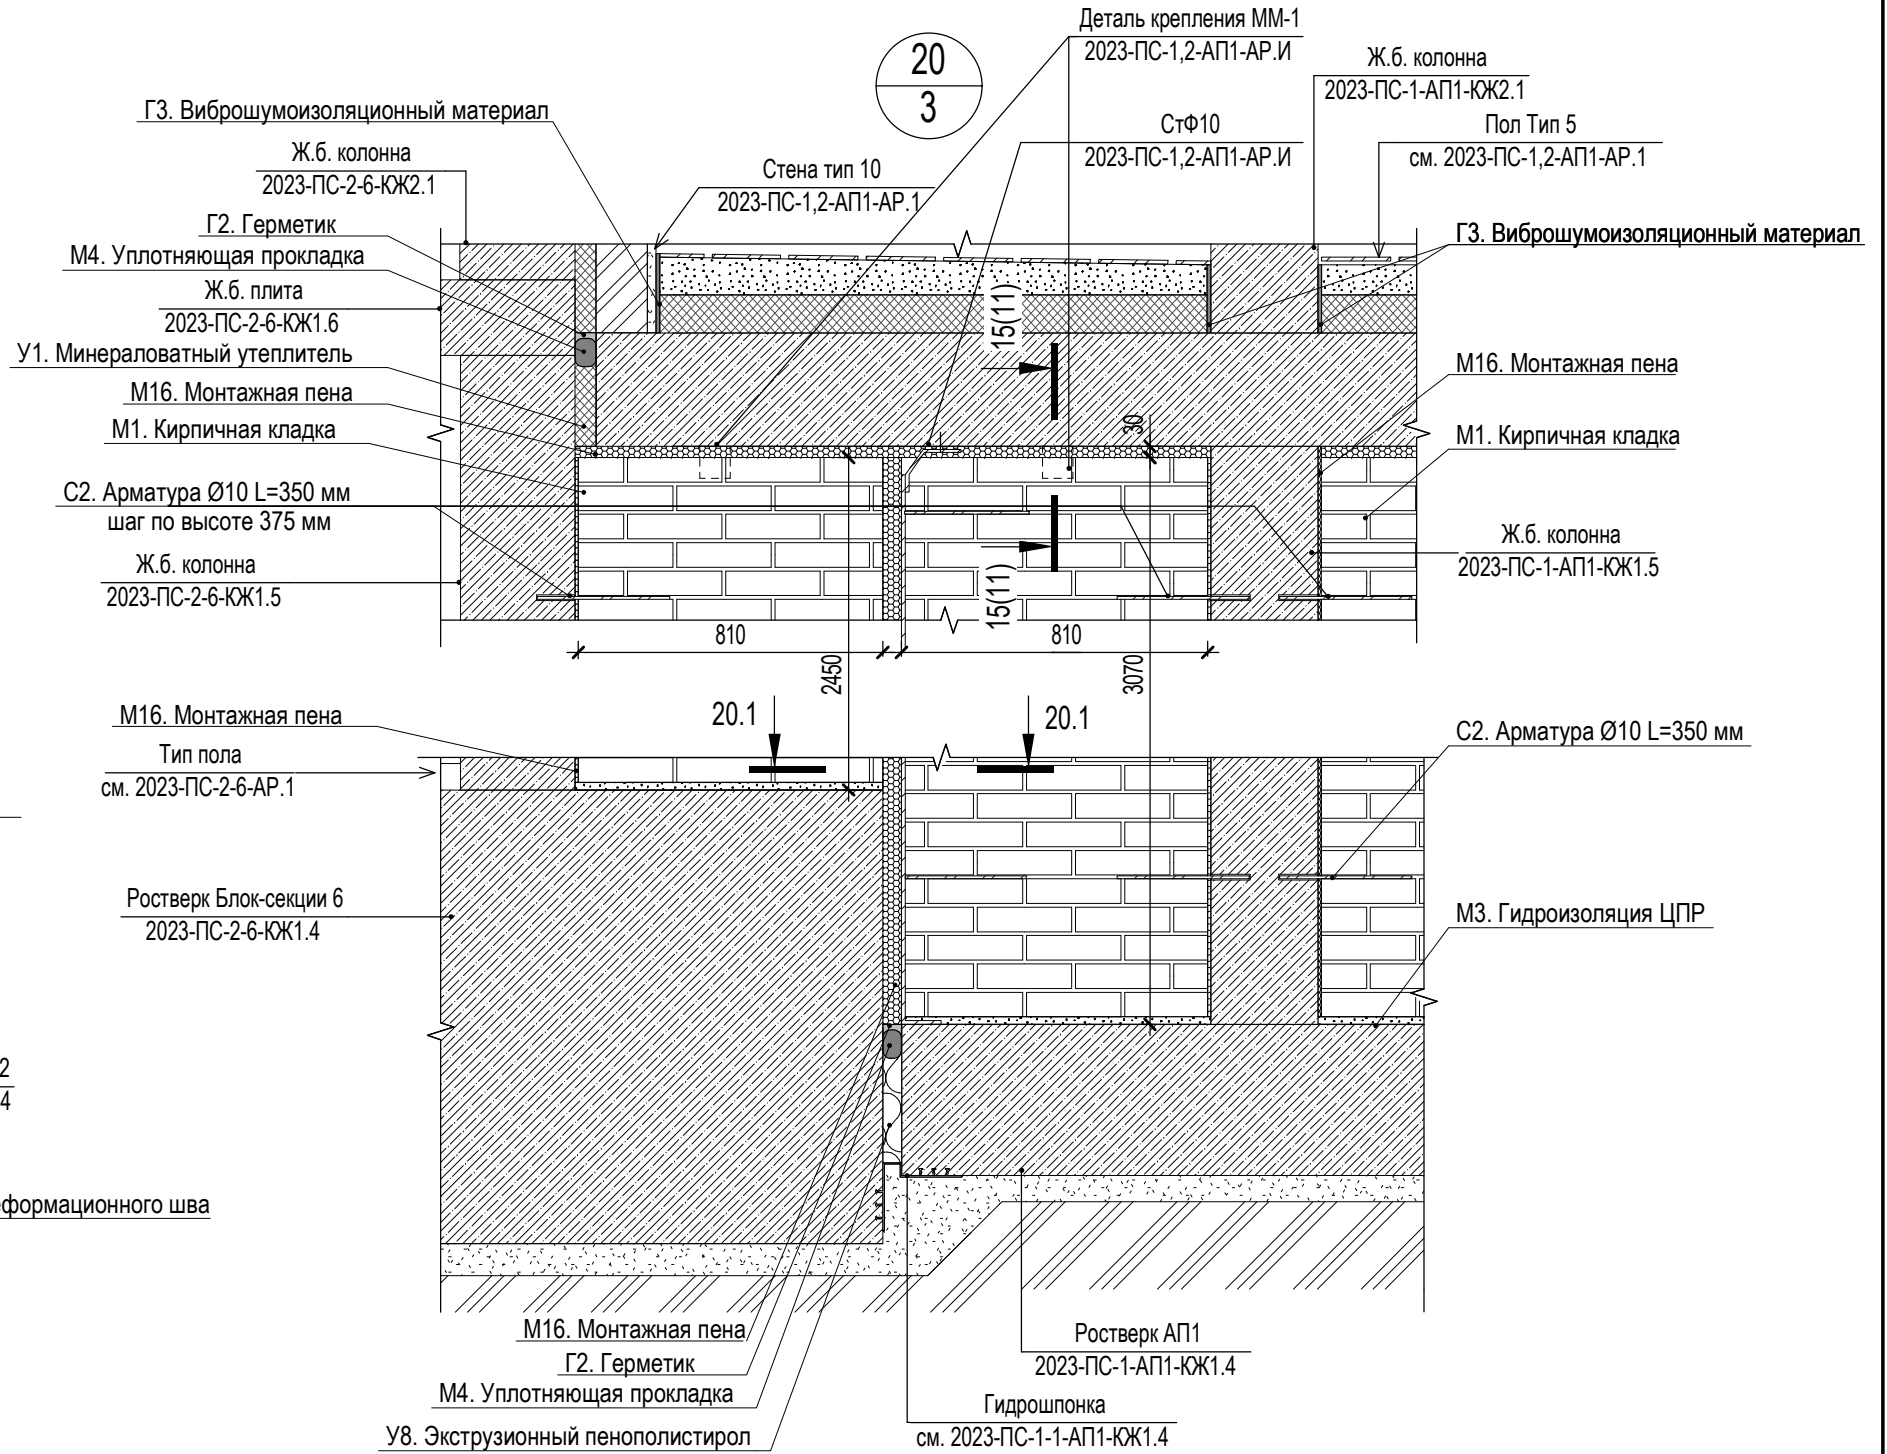 Деталь крепления ММ-1
2023-ПС-1,2-АП1-АР.И
20
3
Ж.б. колонна
2023-ПС-1-АП1-КЖ2.1
Г3. Виброшумоизоляционный материал
СтФ10
2023-ПС-1,2-АП1-АР.И
Пол Тип 5
см. 2023-ПС-1,2-АП1-АР.1
Ж.б. колонна
2023-ПС-2-6-КЖ2.1
Стена тип 10
2023-ПС-1,2-АП1-АР.1
Г2. Герметик
Г3. Виброшумоизоляционный материал
М4. Уплотняющая прокладка
Ж.б. плита
2023-ПС-2-6-КЖ1.6
15(11)
У1. Минераловатный утеплитель
М16. Монтажная пена
М16. Монтажная пена
М1. Кирпичная кладка
30
М1. Кирпичная кладка
С2. Арматура Ø10 L=350 мм
шаг по высоте 375 мм
Ж.б. колонна
2023-ПС-1-АП1-КЖ1.5
Ж.б. колонна
2023-ПС-2-6-КЖ1.5
15(11)
810
810
2450
3070
М16. Монтажная пена
20.1
20.1
С2. Арматура Ø10 L=350 мм
Тип пола
см. 2023-ПС-2-6-АР.1
Ростверк Блок-секции 6
2023-ПС-2-6-КЖ1.4
М3. Гидроизоляция ЦПР
2
4
формационного шва
М16. Монтажная пена
Г2. Герметик
М4. Уплотняющая прокладка
У8. Экструзионный пенополистирол
Ростверк АП1
2023-ПС-1-АП1-КЖ1.4
Гидрошпонка
см. 2023-ПС-1-1-АП1-КЖ1.4